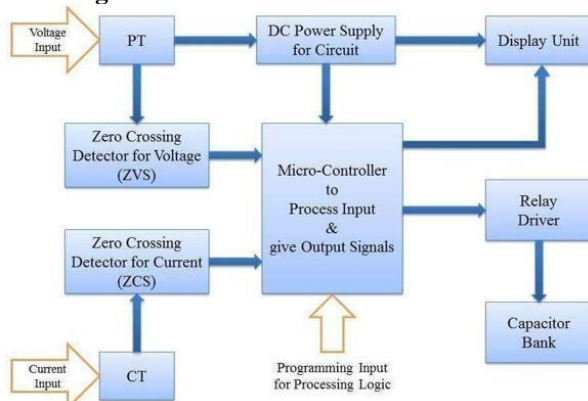 Voltage
Input
PT
DC Power Supply
for Circuit
Display Unit
Zero Crossing
Detector for Voltage
(ZVS)
Micro-Controller
to
Process Input
&
give Output Signals
Zero Crossing
Detector for Current
(ZCS)
Relay
Driver
Capacitor
Bank
Current
Input
CT
Programming Input
for Processing Logic